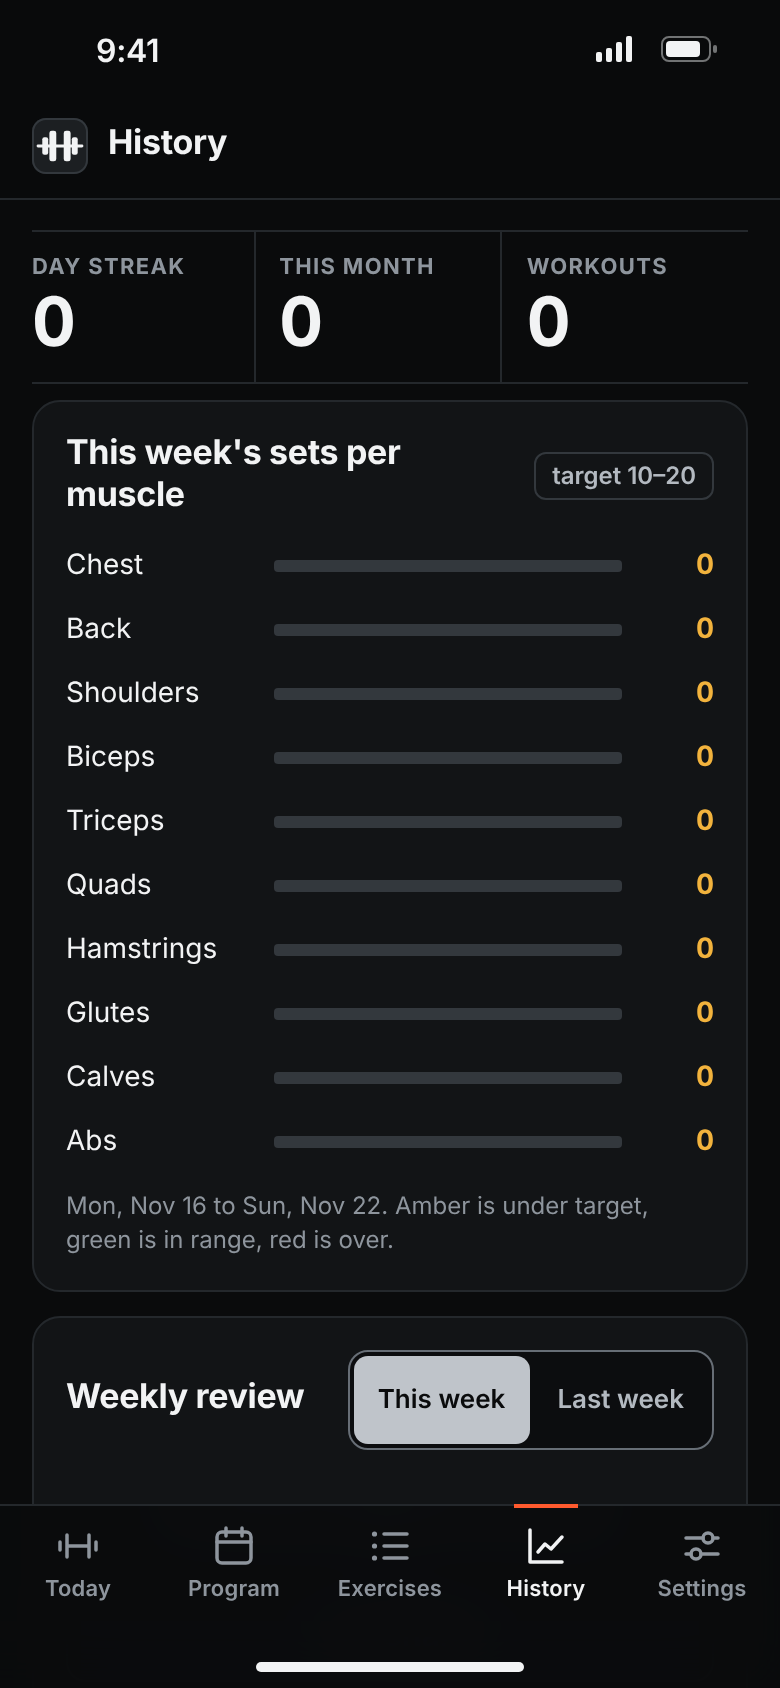 9:41
History
DAY STREAK
0
THIS MONTH
0
WORKOUTS
0
This week's sets per
muscle
target 10–20
Chest 0
Back 0
Shoulders 0
Biceps 0
Triceps 0
Quads 0
Hamstrings 0
Glutes 0
Calves 0
Abs 0
Mon, Nov 16 to Sun, Nov 22. Amber is under target,
green is in range, red is over.
Weekly review
This week
Last week
Today
Program
Exercises
History
Settings